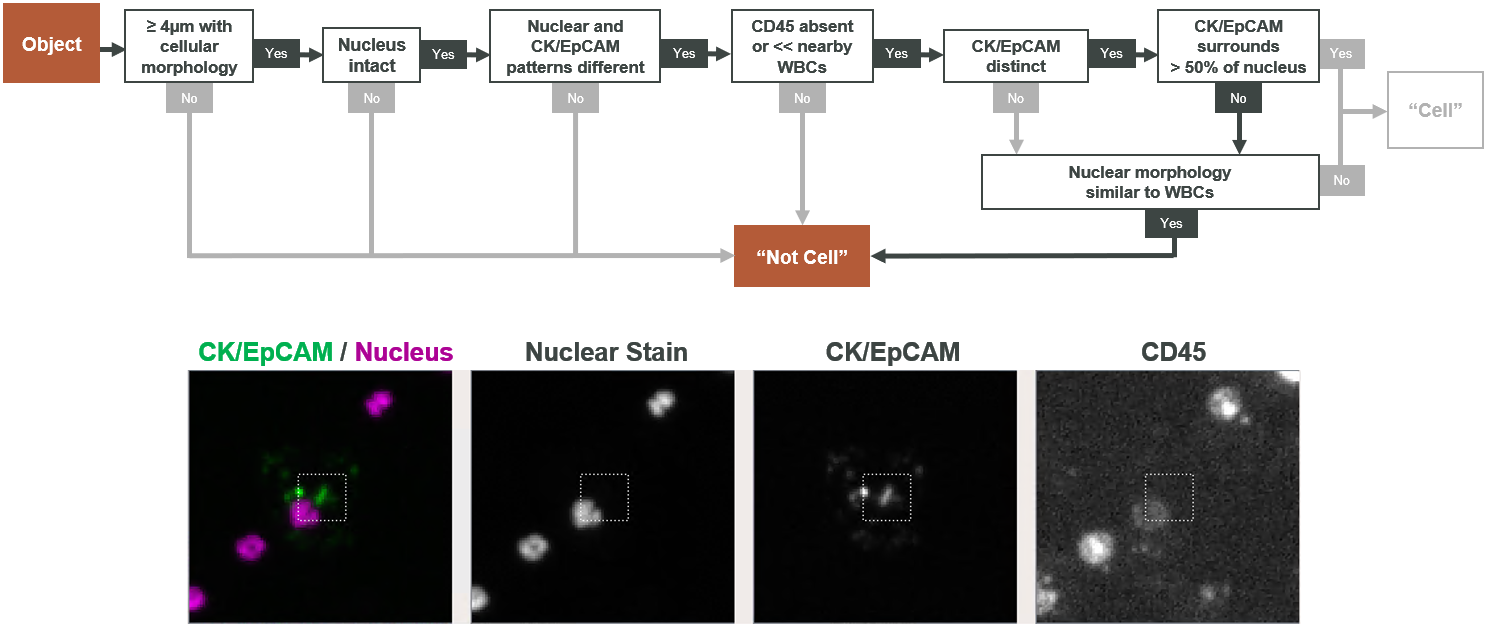 Object
≥ 4µm with
cellular
morphology
Yes
No
Nucleus
intact
Yes
No
Nuclear and
CK/EpCAM
patterns different
Yes
No
CD45 absent
or << nearby
WBCs
Yes
No
CK/EpCAM
distinct
Yes
No
CK/EpCAM
surrounds
> 50% of nucleus
Yes
No
“Cell”
Nuclear morphology
similar to WBCs
No
Yes
“Not Cell”
CK/EpCAM / Nucleus
Nuclear Stain
CK/EpCAM
CD45